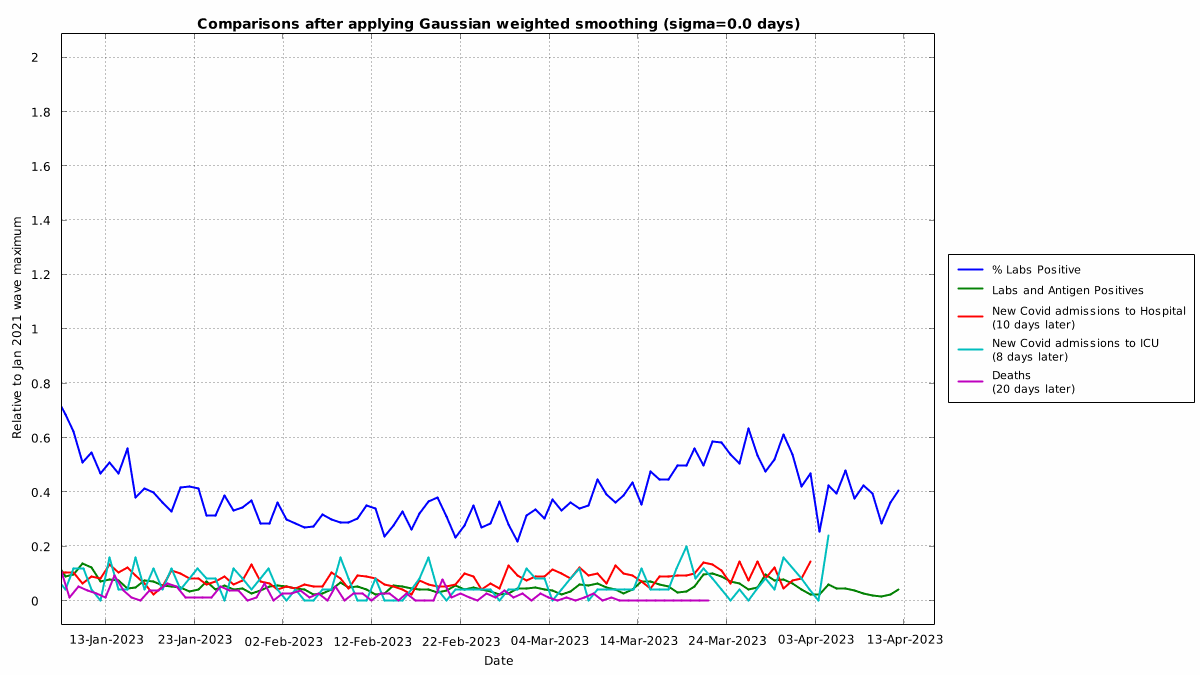 Comparisons after applying Gaussian weighted smoothing (sigma=0.0 days)
Relative to Jan 2021 wave maximum
2
1.8
1.6
1.4
1.2
1
0.8
0.6
0.4
0.2
0
13-Jan-2023 23-Jan-2023 02-Feb-2023 12-Feb-2023 22-Feb-2023 04-Mar-2023 14-Mar-2023 24-Mar-2023 03-Apr-2023 13-Apr-2023
Date
% Labs Positive
Labs and Antigen Positives
New Covid admissions to Hospital
(10 days later)
New Covid admissions to ICU
(8 days later)
Deaths
(20 days later)